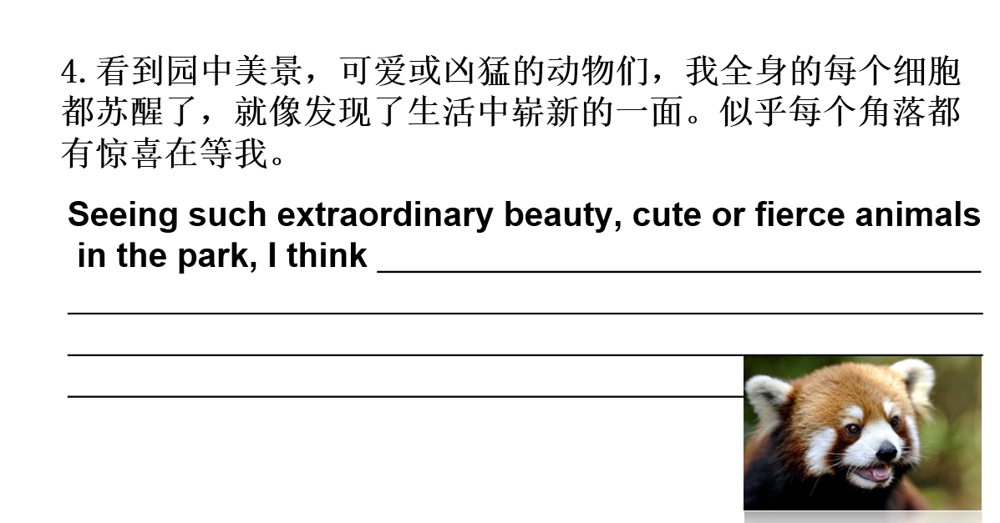 4. 看到园中美景，可爱或凶猛的动物们，我全身的每个细胞
都苏醒了，就像发现了生活中崭新的一面。似乎每个角落都
有惊喜在等我。
Seeing such extraordinary beauty, cute or fierce animals
in the park, I think ______________________________